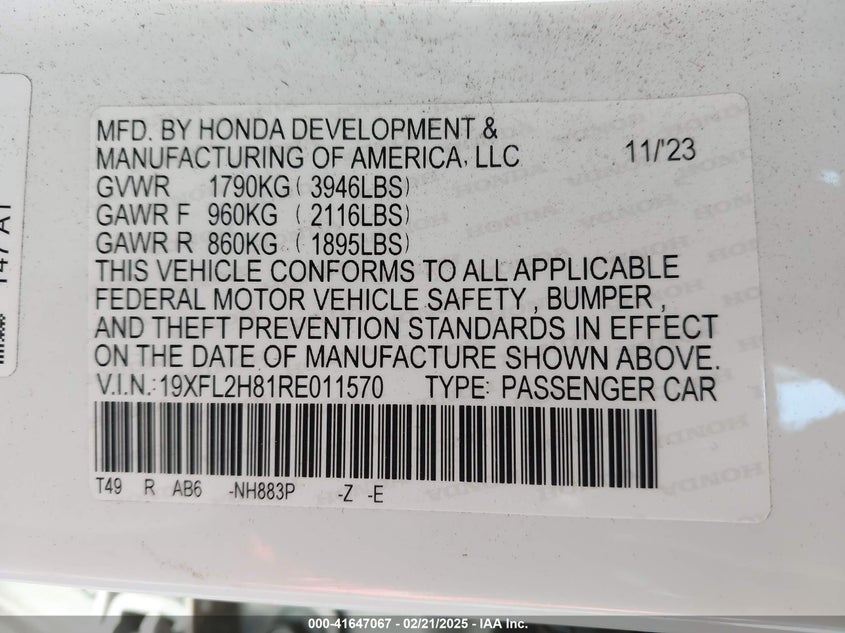 MFD. BY HONDA DEVELOPMENT &
MANUFACTURING OF AMERICA, LLC 11/'23
GVWR 1790KG ( 3946LBS)
GAWR F 960KG ( 2116LBS)
GAWR R 860KG ( 1895LBS)
THIS VEHICLE CONFORMS TO ALL APPLICABLE
FEDERAL MOTOR VEHICLE SAFETY , BUMPER ,
AND THEFT PREVENTION STANDARDS IN EFFECT
ON THE DATE OF MANUFACTURE SHOWN ABOVE.
V.I.N.:19XFL2H81RE011570 TYPE: PASSENGER CAR
T49 R AB6 -NH883P -Z -E
000-41647067 - 02/21/2025 - IAA Inc.